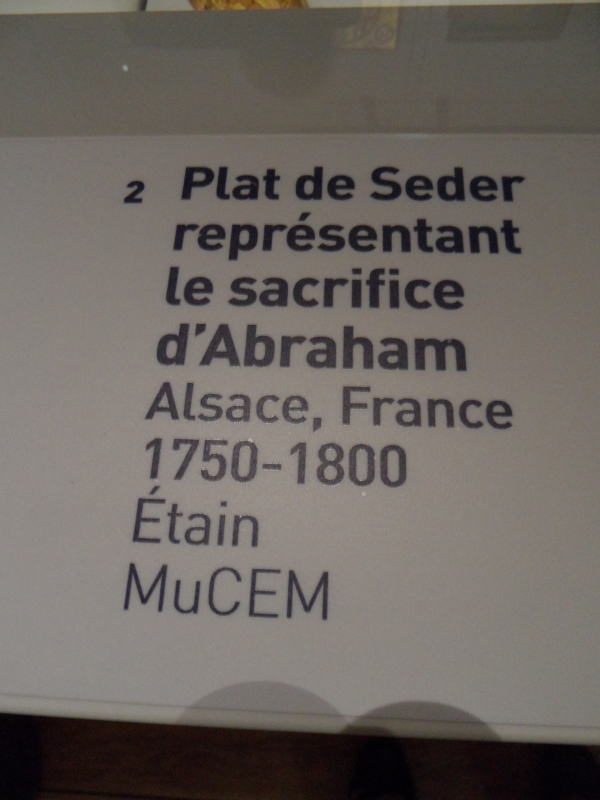 2 Plat de Seder
représentant
le sacrifice
d'Abraham
Alsace, France
1750-1800
Étain
MuCEM